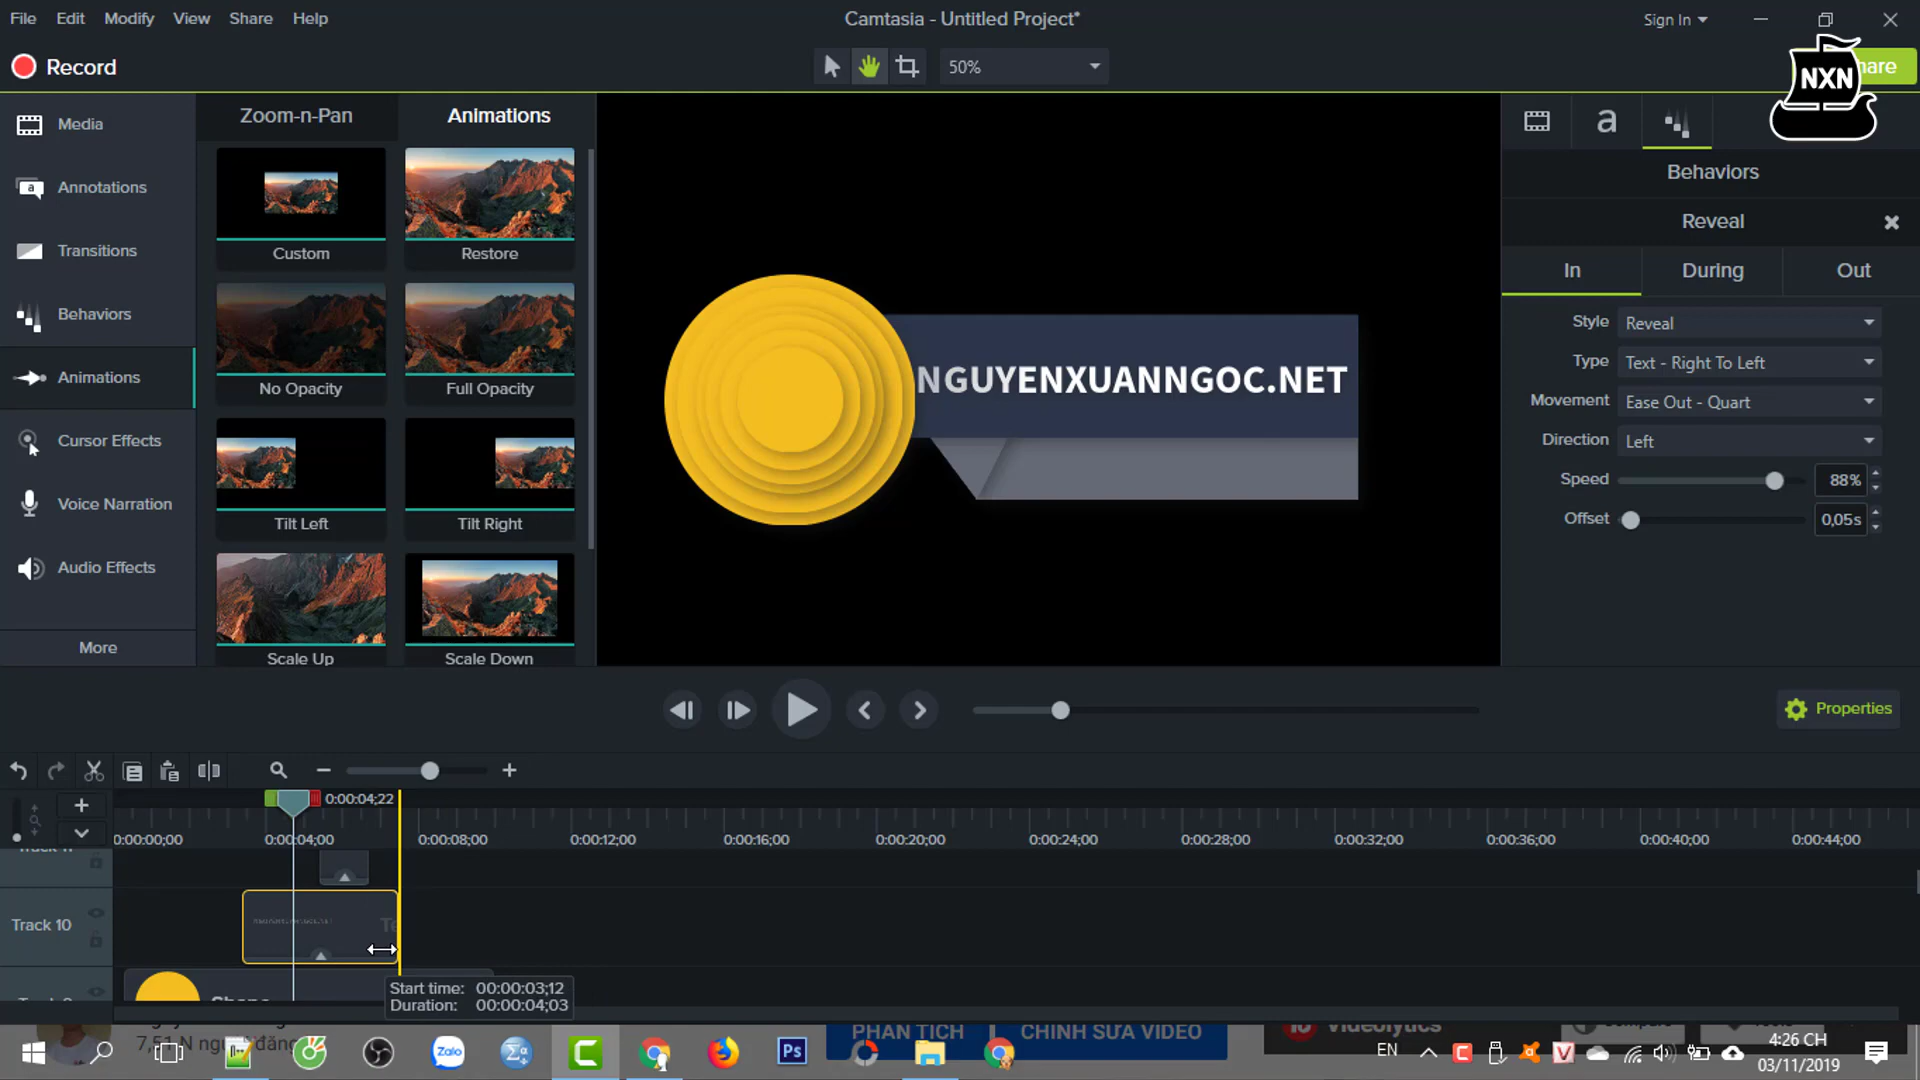 File Edit Modify View Share Help
Camtasia - Untitled Project*
Sign In
Record
50%
NXN
Media
Annotations
Transitions
Behaviors
Animations
Cursor Effects
Voice Narration
Audio Effects
More
Zoom-n-Pan Animations
Custom Restore
No Opacity Full Opacity
Tilt Left Tilt Right
Scale Up Scale Down
NGUYENXUANNGOC.NET
a
Behaviors
Reveal
In During Out
Style Reveal
Type Text - Right To Left
Movement Ease Out - Quart
Direction Left
Speed 88%
Offset 0,05s
Properties
0:00:04;22
0:00:00;00 0:00:04;00 0:00:08;00 0:00:12;00 0:00:16;00 0:00:20;00 0:00:24;00 0:00:28;00 0:00:32;00 0:00:36;00 0:00:40;00 0:00:44;00
Track 10
Start time: 00:00:03;12
Duration: 00:00:04;03
PHÂN TÍCH CHỈNH SỬA VIDEO
Zalo
Ps
EN
4:26 CH
03/11/2019